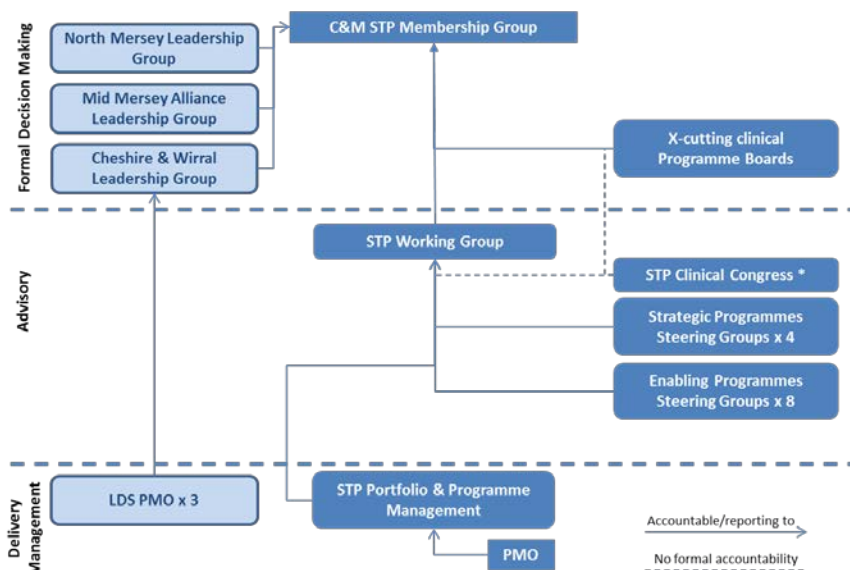 Formal Decision Making
North Mersey Leadership
Group
Mid Mersey Alliance
Leadership Group
Cheshire & Wirral
Leadership Group
C&M STP Membership Group
X-cutting clinical
Programme Boards
Advisory
STP Working Group
STP Clinical Congress *
Strategic Programmes
Steering Groups x 4
Enabling Programmes
Steering Groups x 8
Delivery
Management
LDS PMO x 3
STP Portfolio & Programme
Management
PMO
Accountable/reporting to
No formal accountability